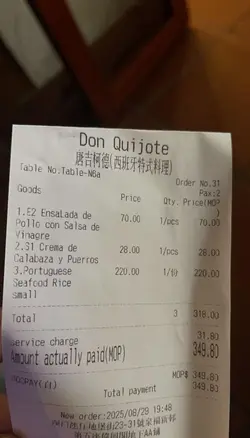 Don Quijote
唐吉柯德(西班牙特式料理)
Order No.31
Table No:Table-N6a Pax:2
Goods Price Qty. Price(MOP)
1.E2 Ensalada de Pollo con Salsa de Vinagre 70.00 1/pcs 70.00
2.S1 Crema de Calabaza y Puerros 28.00 1/pcs 28.00
3.Portuguese Seafood Rice small 220.00 1/份 220.00
Total 3 318.00
service charge 31.80
Amount actually paid(MOP) 349.80
MOP$ 349.80
Total payment 349.80
New order:2025/08/29 19:48